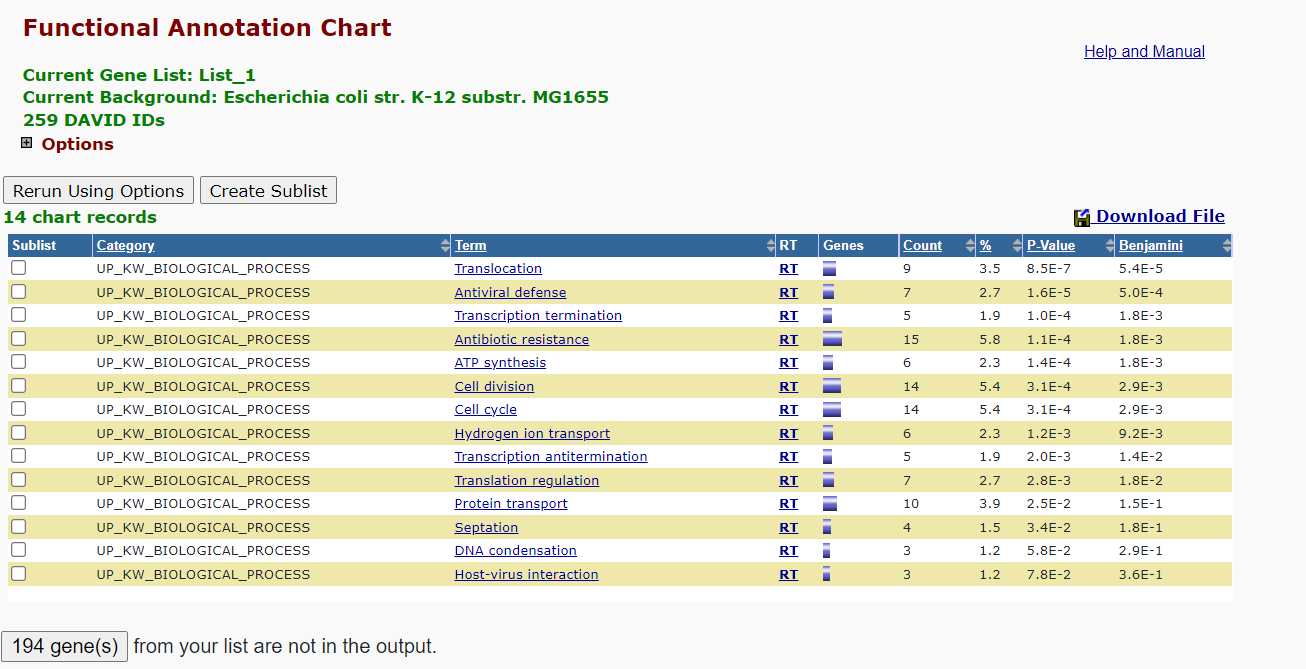 Functional Annotation Chart
Help and Manual
Current Gene List: List_1
Current Background: Escherichia coli str. K-12 substr. MG1655
259 DAVID IDs
Options
Rerun Using Options Create Sublist
14 chart records Download File
Sublist Category Term RT Genes Count % P-Value Benjamini
UP_KW_BIOLOGICAL_PROCESS Translocation RT 9 3.5 8.5E-7 5.4E-5
UP_KW_BIOLOGICAL_PROCESS Antiviral defense RT 7 2.7 1.6E-5 5.0E-4
UP_KW_BIOLOGICAL_PROCESS Transcription termination RT 5 1.9 1.0E-4 1.8E-3
UP_KW_BIOLOGICAL_PROCESS Antibiotic resistance RT 15 5.8 1.1E-4 1.8E-3
UP_KW_BIOLOGICAL_PROCESS ATP synthesis RT 6 2.3 1.4E-4 1.8E-3
UP_KW_BIOLOGICAL_PROCESS Cell division RT 14 5.4 3.1E-4 2.9E-3
UP_KW_BIOLOGICAL_PROCESS Cell cycle RT 14 5.4 3.1E-4 2.9E-3
UP_KW_BIOLOGICAL_PROCESS Hydrogen ion transport RT 6 2.3 1.2E-3 9.2E-3
UP_KW_BIOLOGICAL_PROCESS Transcription antitermination RT 5 1.9 2.0E-3 1.4E-2
UP_KW_BIOLOGICAL_PROCESS Translation regulation RT 7 2.7 2.8E-3 1.8E-2
UP_KW_BIOLOGICAL_PROCESS Protein transport RT 10 3.9 2.5E-2 1.5E-1
UP_KW_BIOLOGICAL_PROCESS Septation RT 4 1.5 3.4E-2 1.8E-1
UP_KW_BIOLOGICAL_PROCESS DNA condensation RT 3 1.2 5.8E-2 2.9E-1
UP_KW_BIOLOGICAL_PROCESS Host-virus interaction RT 3 1.2 7.8E-2 3.6E-1
194 gene(s) from your list are not in the output.